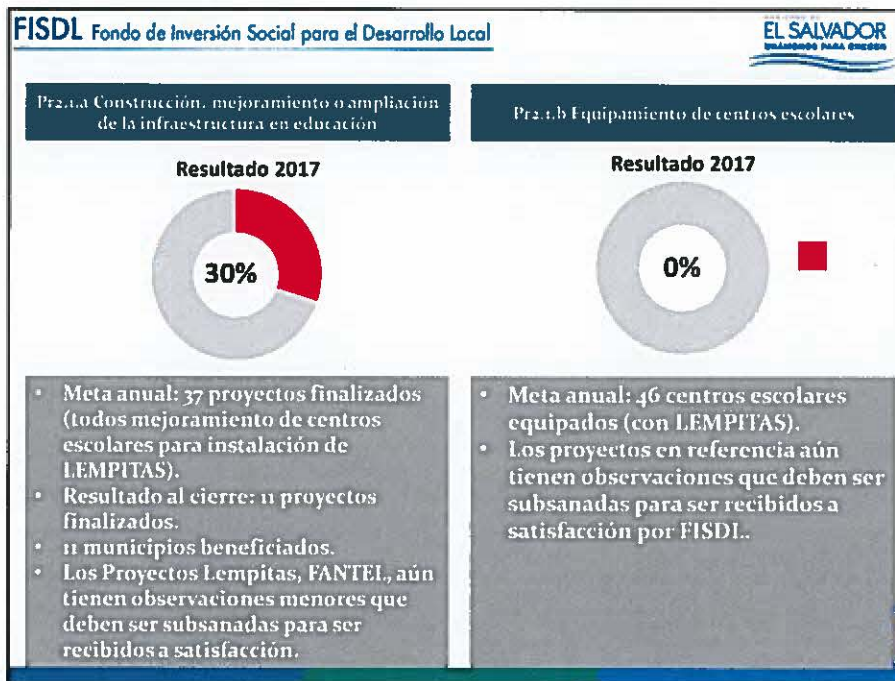 FISDL Fondo de Inversión Social para el Desarrollo Local
EL SALVADOR
UNÁMONOS PARA CRECER
Pr2.1.a Construcción, mejoramiento o ampliación
de la infraestructura en educación
Resultado 2017
30%
• Meta anual: 37 proyectos finalizados
(todos mejoramiento de centros
escolares para instalación de
LEMPITAS).
• Resultado al cierre: 11 proyectos
finalizados.
• 11 municipios beneficiados.
• Los Proyectos Lempitas, FANTEL, aún
tienen observaciones menores que
deben ser subsanadas para ser
recibidos a satisfacción.
Pr2.1.b Equipamiento de centros escolares
Resultado 2017
0%
• Meta anual: 46 centros escolares
equipados (con LEMPITAS).
• Los proyectos en referencia aún
tienen observaciones que deben ser
subsanadas para ser recibidos a
satisfacción por FISDL.